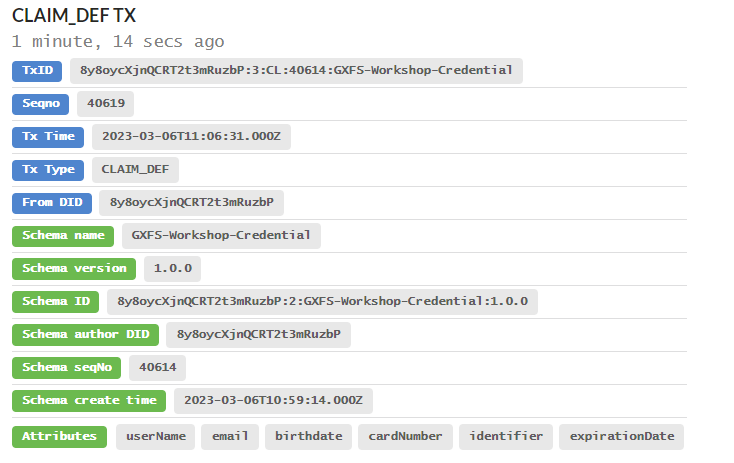 CLAIM_DEF TX
1 minute, 14 secs ago
TxID 8y8oycXjnQCRT2t3mRuzbP:3:CL:40614:GXFS-Workshop-Credential
Seqno 40619
Tx Time 2023-03-06T11:06:31.000Z
Tx Type CLAIM_DEF
From DID 8y8oycXjnQCRT2t3mRuzbP
Schema name GXFS-Workshop-Credential
Schema version 1.0.0
Schema ID 8y8oycXjnQCRT2t3mRuzbP:2:GXFS-Workshop-Credential:1.0.0
Schema author DID 8y8oycXjnQCRT2t3mRuzbP
Schema seqNo 40614
Schema create time 2023-03-06T10:59:14.000Z
Attributes userName email birthdate cardNumber identifier expirationDate